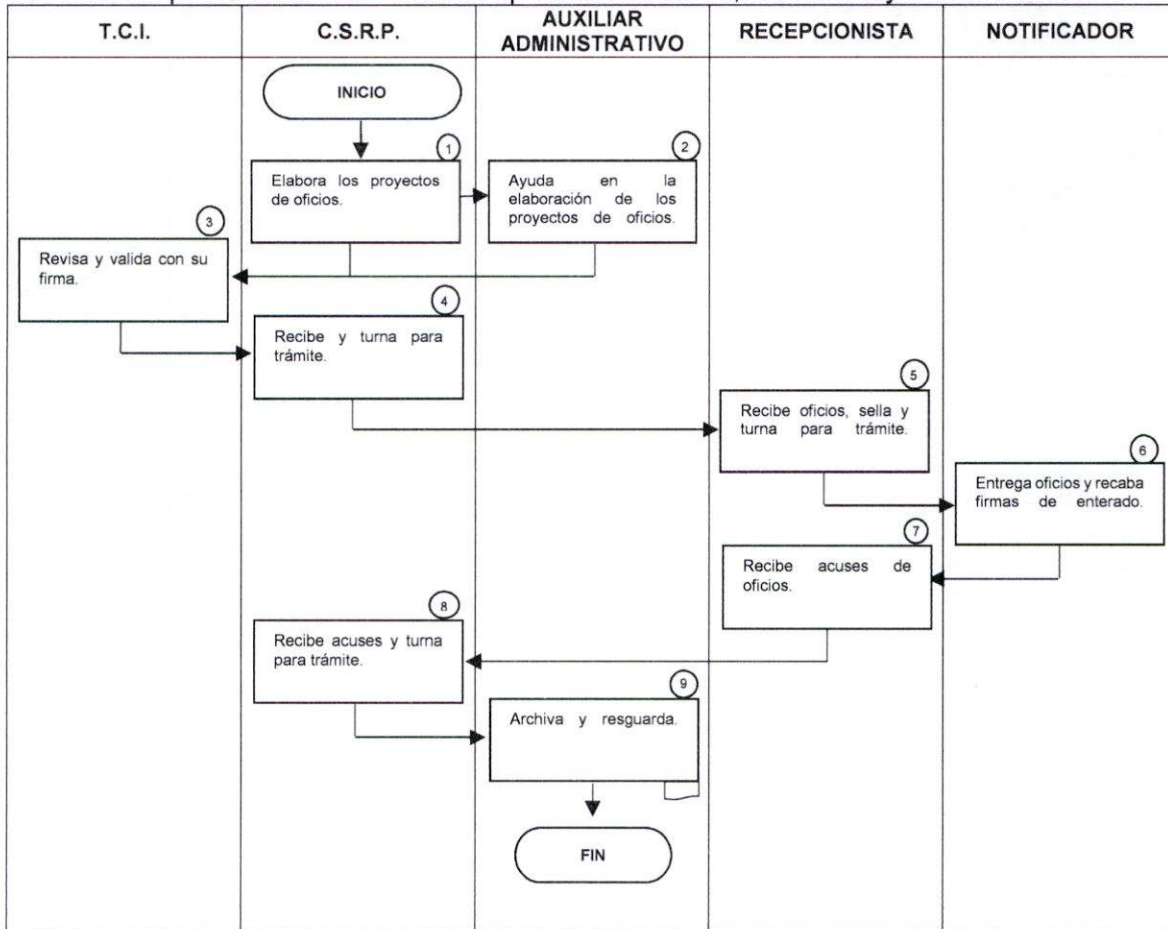 T.C.I.
C.S.R.P.
AUXILIAR
ADMINISTRATIVO
RECEPCIONISTA
NOTIFICADOR
INICIO
1
Elabora los proyectos
de oficios.
2
Ayuda en la
elaboración de los
proyectos de oficios.
3
Revisa y valida con su
firma.
4
Recibe y turna para
trámite.
5
Recibe oficios, sella y
turna para trámite.
6
Entrega oficios y recaba
firmas de enterado.
7
Recibe acuses de
oficios.
8
Recibe acuses y turna
para trámite.
9
Archiva y resguarda.
FIN